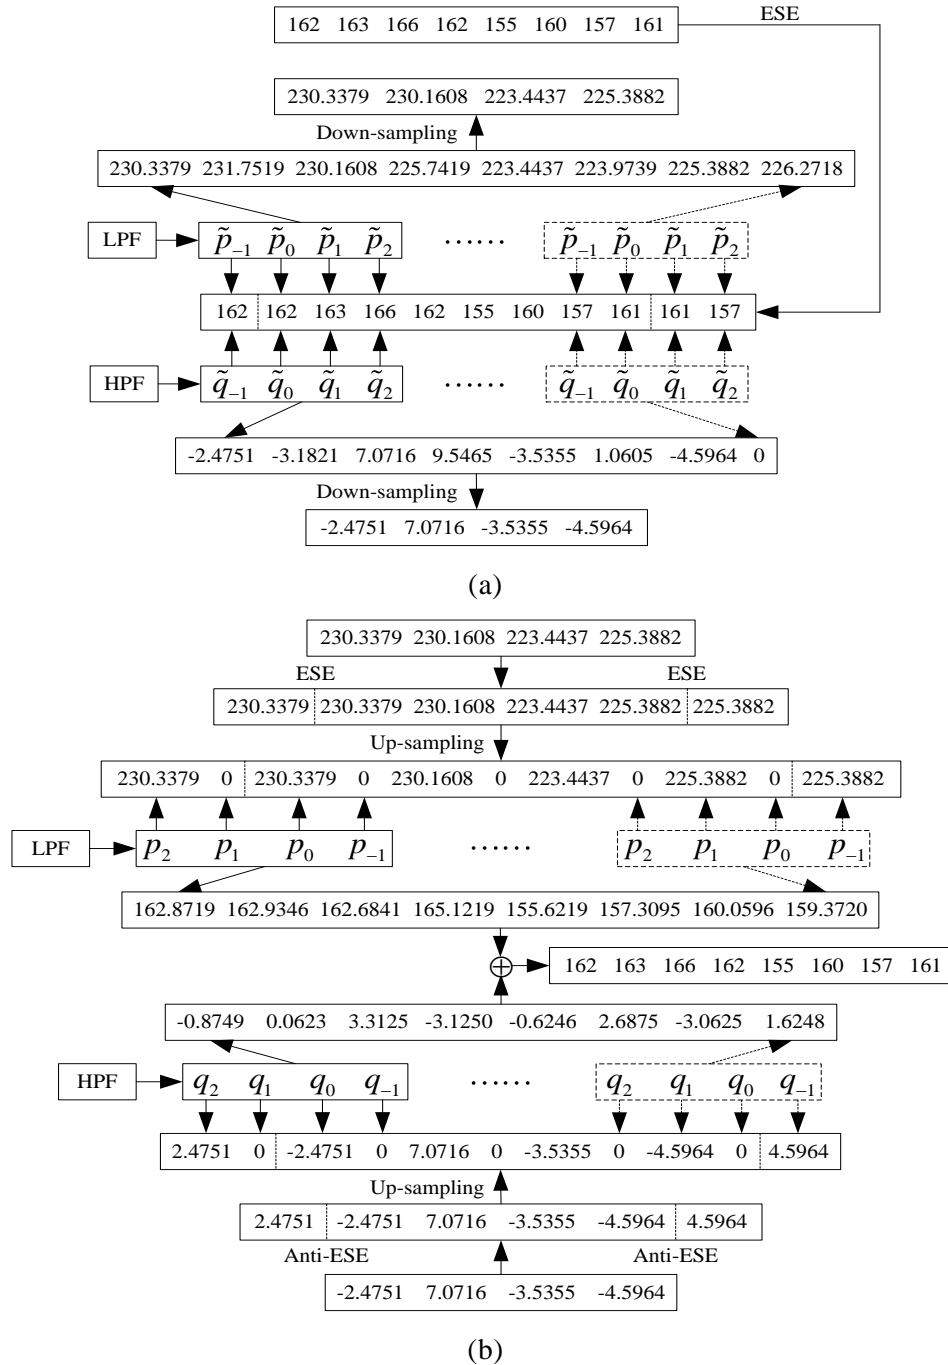 162 163 166 162 155 160 157 161
ESE
230.3379 230.1608 223.4437 225.3882
Down-sampling
230.3379 231.7519 230.1608 225.7419 223.4437 223.9739 225.3882 226.2718
LPF p̃₋₁ p̃₀ p̃₁ p̃₂ ⋯⋯ p̃₋₁ p̃₀ p̃₁ p̃₂
162 162 163 166 162 155 160 157 161 161 157
HPF q̃₋₁ q̃₀ q̃₁ q̃₂ ⋯⋯ q̃₋₁ q̃₀ q̃₁ q̃₂
-2.4751 -3.1821 7.0716 9.5465 -3.5355 1.0605 -4.5964 0
Down-sampling
-2.4751 7.0716 -3.5355 -4.5964
(a)
230.3379 230.1608 223.4437 225.3882
ESE ESE
230.3379 230.3379 230.1608 223.4437 225.3882 225.3882
Up-sampling
230.3379 0 230.3379 0 230.1608 0 223.4437 0 225.3882 0 225.3882
LPF p₂ p₁ p₀ p₋₁ ⋯⋯ p₂ p₁ p₀ p₋₁
162.8719 162.9346 162.6841 165.1219 155.6219 157.3095 160.0596 159.3720
162 163 166 162 155 160 157 161
-0.8749 0.0623 3.3125 -3.1250 -0.6246 2.6875 -3.0625 1.6248
HPF q₂ q₁ q₀ q₋₁ ⋯⋯ q₂ q₁ q₀ q₋₁
2.4751 0 -2.4751 0 7.0716 0 -3.5355 0 -4.5964 0 4.5964
Up-sampling
2.4751 -2.4751 7.0716 -3.5355 -4.5964 4.5964
Anti-ESE Anti-ESE
-2.4751 7.0716 -3.5355 -4.5964
(b)